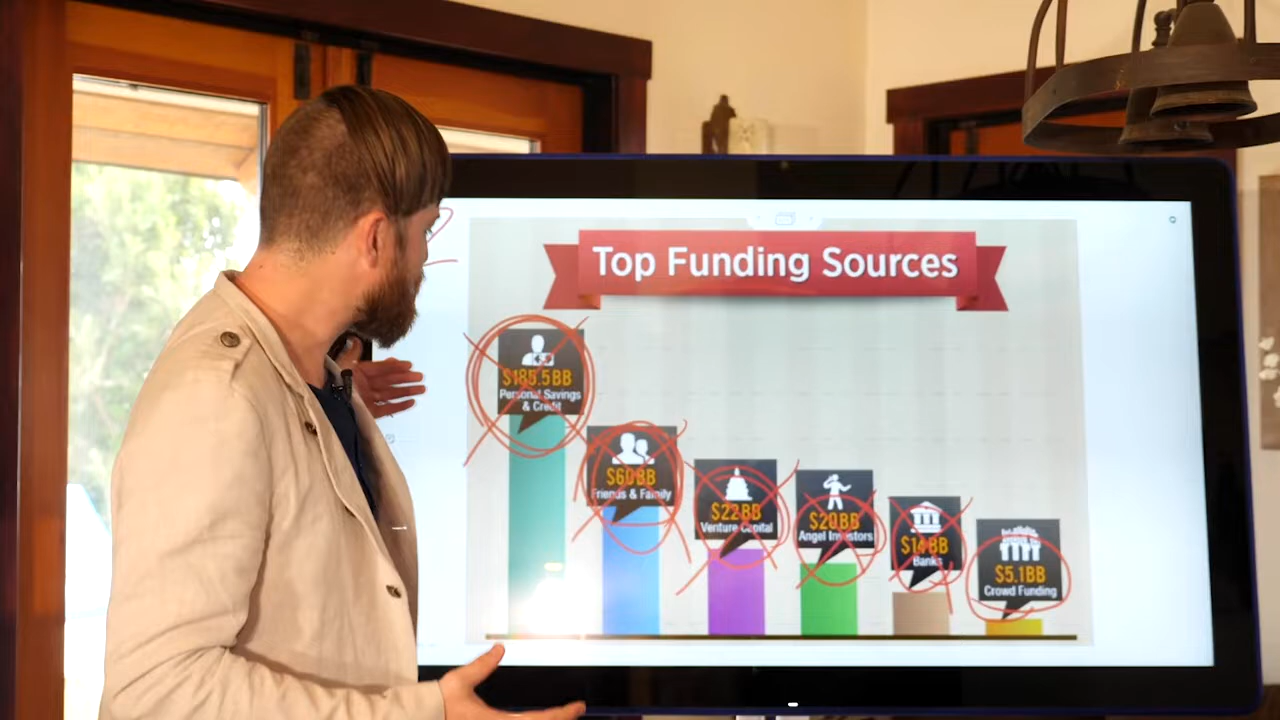 Top Funding Sources
$185.5BB
Personal Savings
& Credit
$60BB
Friends & Family
$22BB
Venture Capital
$20BB
Angel Investors
$14BB
Banks
$5.1BB
Crowd Funding